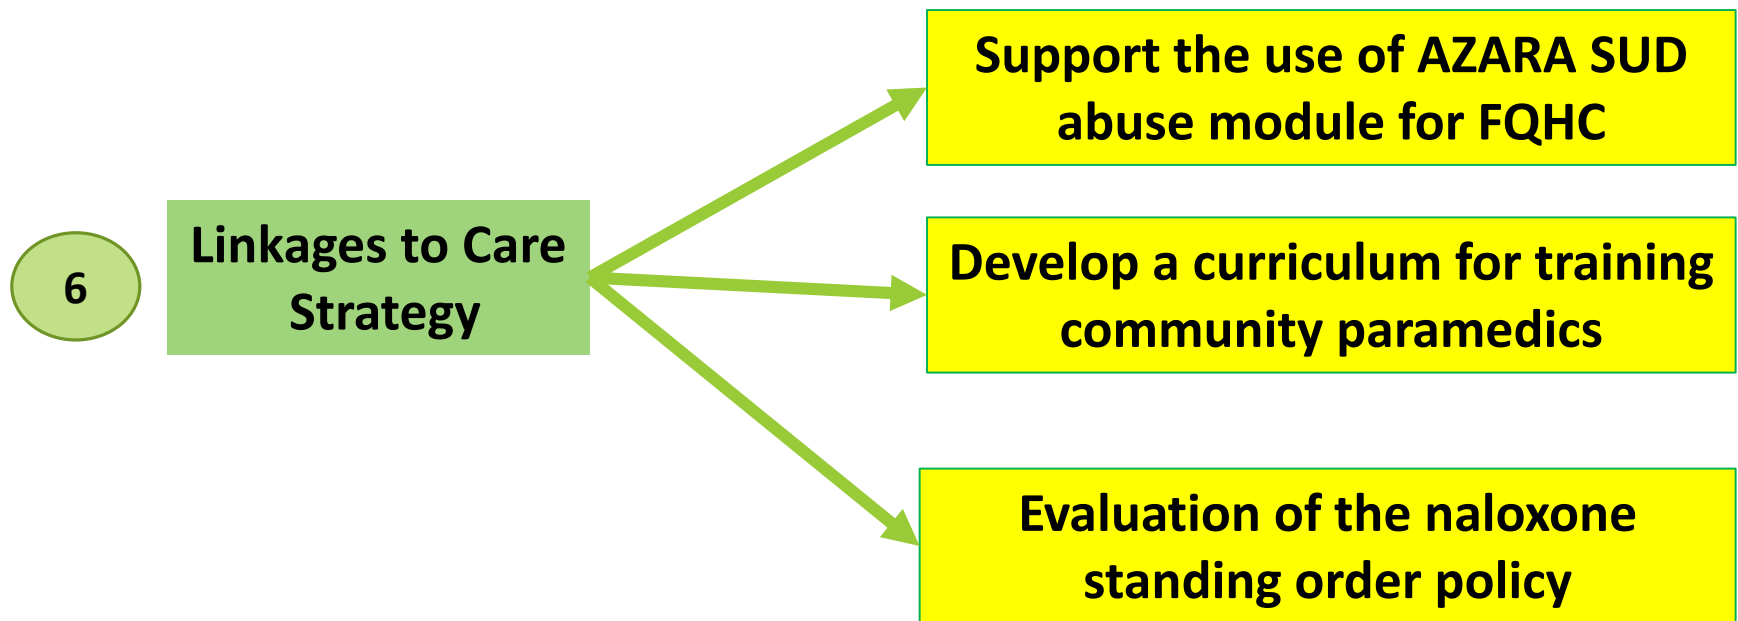 6
Linkages to Care
Strategy
Support the use of AZARA SUD
abuse module for FQHC
Develop a curriculum for training
community paramedics
Evaluation of the naloxone
standing order policy